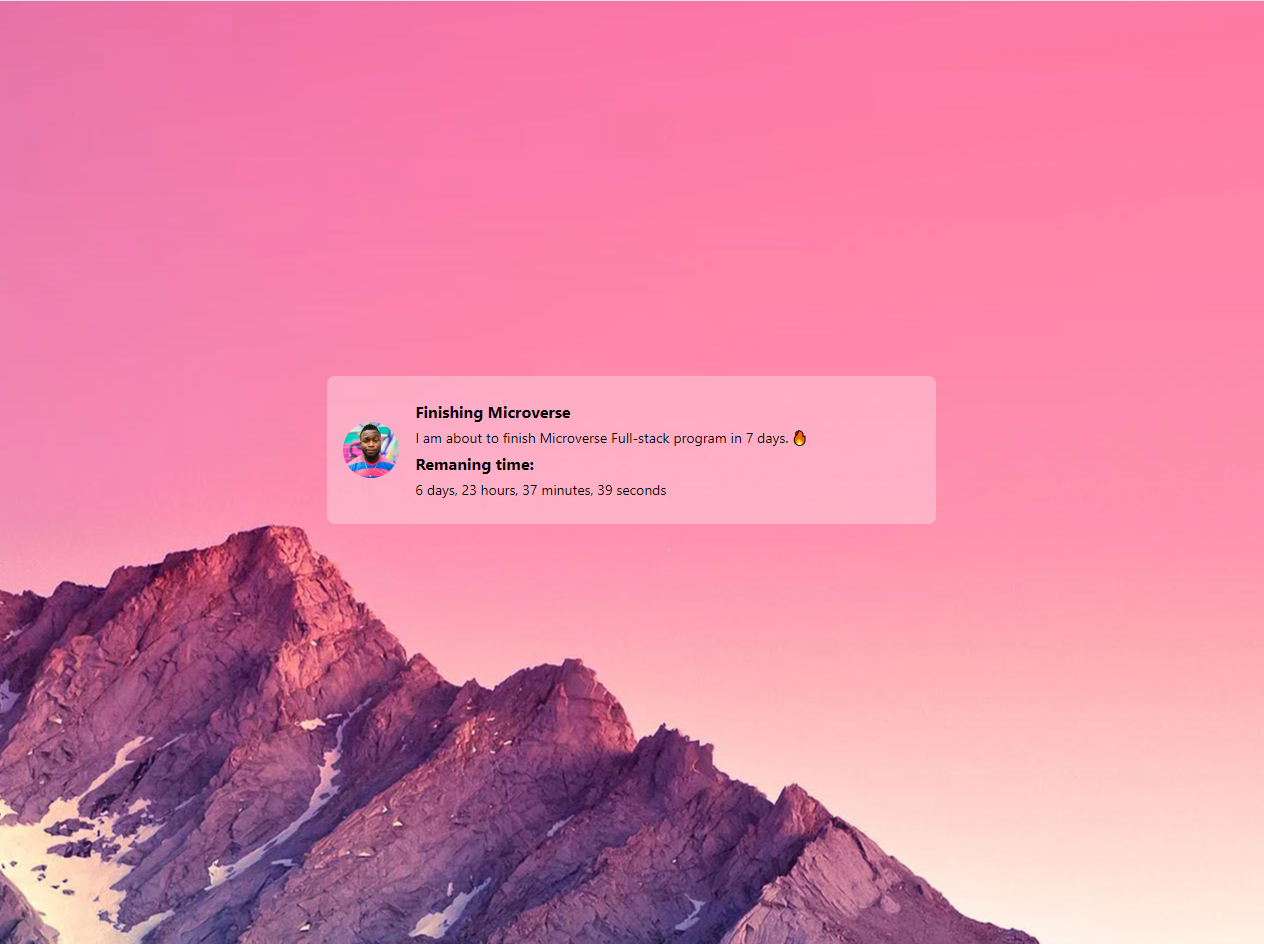 Finishing Microverse
I am about to finish Microverse Full-stack program in 7 days. 🔥
Remaning time:
6 days, 23 hours, 37 minutes, 39 seconds